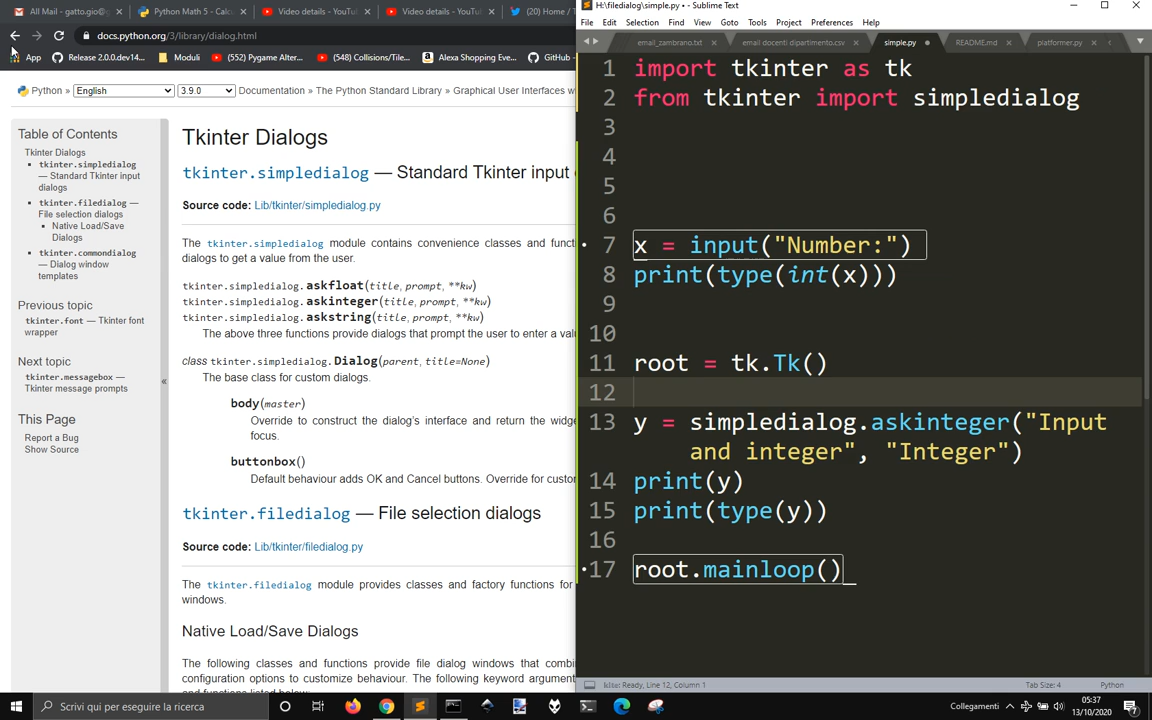 All Mail - gatto.gio@g
Python Math 5 - Calc
Video details - YouTu
Video details - YouTu
(20) Home / T
H:\filedialog\simple.py • - Sublime Text
docs.python.org/3/library/dialog.html
File Edit Selection Find View Goto Tools Project Preferences Help
App
Release 2.0.0.dev14...
Moduli
(552) Pygame Alter...
(548) Collisions/Tile...
Alexa Shopping Eve...
GitHub
email_zambrano.txt
email docenti dipartimento.csv
simple.py
README.md
platformer.py
Python » English 3.9.0 Documentation » The Python Standard Library » Graphical User Interfaces w
Table of Contents
Tkinter Dialogs
tkinter.simpledialog
— Standard Tkinter input
dialogs
tkinter.filedialog —
File selection dialogs
Native Load/Save
Dialogs
tkinter.commondialog
— Dialog window
templates
Previous topic
tkinter.font — Tkinter font
wrapper
Next topic
tkinter.messagebox —
Tkinter message prompts
This Page
Report a Bug
Show Source
«
Tkinter Dialogs
tkinter.simpledialog — Standard Tkinter input
Source code: Lib/tkinter/simpledialog.py
The tkinter.simpledialog module contains convenience classes and funct
dialogs to get a value from the user.
tkinter.simpledialog.askfloat(title, prompt, **kw)
tkinter.simpledialog.askinteger(title, prompt, **kw)
tkinter.simpledialog.askstring(title, prompt, **kw)
The above three functions provide dialogs that prompt the user to enter a val
class tkinter.simpledialog.Dialog(parent, title=None)
The base class for custom dialogs.
body(master)
Override to construct the dialog's interface and return the widge
focus.
buttonbox()
Default behaviour adds OK and Cancel buttons. Override for custo
tkinter.filedialog — File selection dialogs
Source code: Lib/tkinter/filedialog.py
The tkinter.filedialog module provides classes and factory functions for
windows.
Native Load/Save Dialogs
The following classes and functions provide file dialog windows that combi
configuration options to customize behaviour. The following keyword argument
1 import tkinter as tk
2 from tkinter import simpledialog
3
4
5
6
7 x = input("Number:")
8 print(type(int(x)))
9
10
11 root = tk.Tk()
12
13 y = simpledialog.askinteger("Input
and integer", "Integer")
14 print(y)
15 print(type(y))
16
17 root.mainloop()
Ready, Line 12, Column 1
Tab Size: 4
Python
Scrivi qui per eseguire la ricerca
Collegamenti
05:37
13/10/2020
7